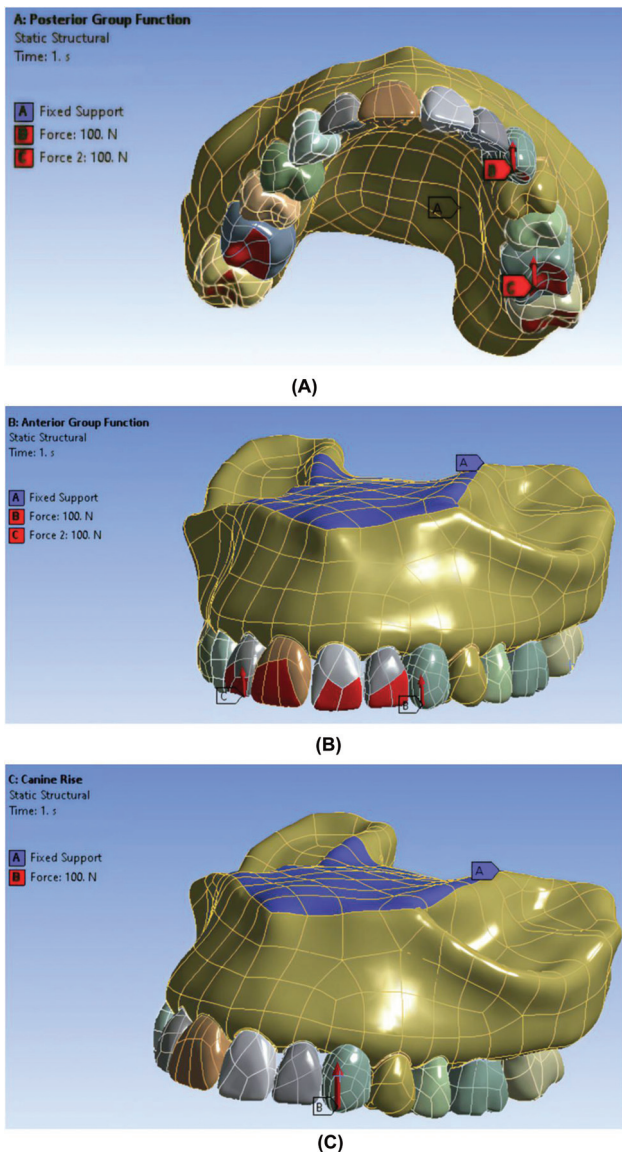 A: Posterior Group Function
Static Structural
Time: 1. s
A Fixed Support
B Force: 100. N
C Force 2: 100. N
B
A
C
(A)
B: Anterior Group Function
Static Structural
Time: 1. s
A Fixed Support
B Force: 100. N
C Force 2: 100. N
A
C
B
(B)
C: Canine Rise
Static Structural
Time: 1. s
A Fixed Support
B Force: 100. N
A
B
(C)